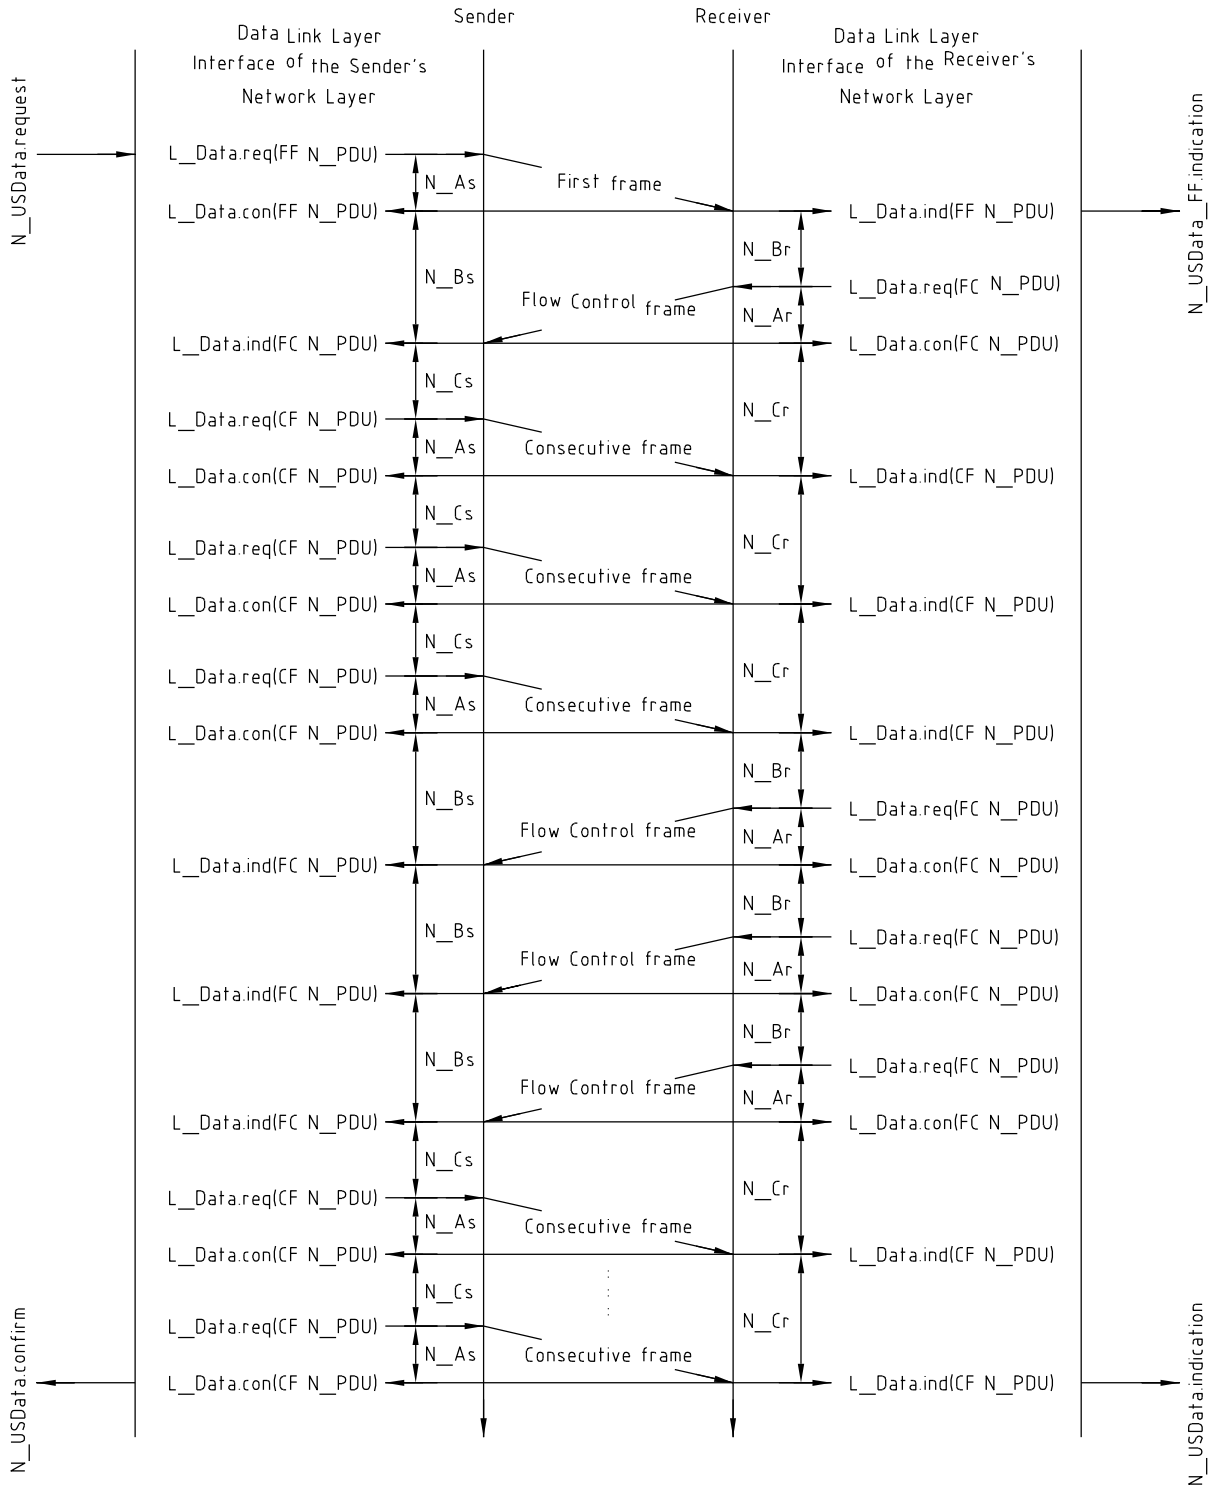 Sender Receiver
Data Link Layer
Interface of the Sender's
Network Layer
Data Link Layer
Interface of the Receiver's
Network Layer
N_USData.request
N_USData_FF.indication
L_Data.req(FF N_PDU)
N_As
First frame
L_Data.con(FF N_PDU)
L_Data.ind(FF N_PDU)
N_Br
N_Bs
L_Data.req(FC N_PDU)
Flow Control frame
N_Ar
L_Data.ind(FC N_PDU)
L_Data.con(FC N_PDU)
N_Cs
N_Cr
L_Data.req(CF N_PDU)
N_As
Consecutive frame
L_Data.con(CF N_PDU)
L_Data.ind(CF N_PDU)
N_Cs
N_Cr
L_Data.req(CF N_PDU)
N_As
Consecutive frame
L_Data.con(CF N_PDU)
L_Data.ind(CF N_PDU)
N_Cs
N_Cr
L_Data.req(CF N_PDU)
N_As
Consecutive frame
L_Data.con(CF N_PDU)
L_Data.ind(CF N_PDU)
N_Br
N_Bs
L_Data.req(FC N_PDU)
Flow Control frame
N_Ar
L_Data.ind(FC N_PDU)
L_Data.con(FC N_PDU)
N_Br
N_Bs
L_Data.req(FC N_PDU)
Flow Control frame
N_Ar
L_Data.ind(FC N_PDU)
L_Data.con(FC N_PDU)
N_Br
N_Bs
L_Data.req(FC N_PDU)
Flow Control frame
N_Ar
L_Data.ind(FC N_PDU)
L_Data.con(FC N_PDU)
N_Cs
N_Cr
L_Data.req(CF N_PDU)
N_As
Consecutive frame
L_Data.con(CF N_PDU)
L_Data.ind(CF N_PDU)
N_Cs
N_Cr
L_Data.req(CF N_PDU)
N_As
Consecutive frame
L_Data.con(CF N_PDU)
L_Data.ind(CF N_PDU)
N_USData.confirm
N_USData.indication